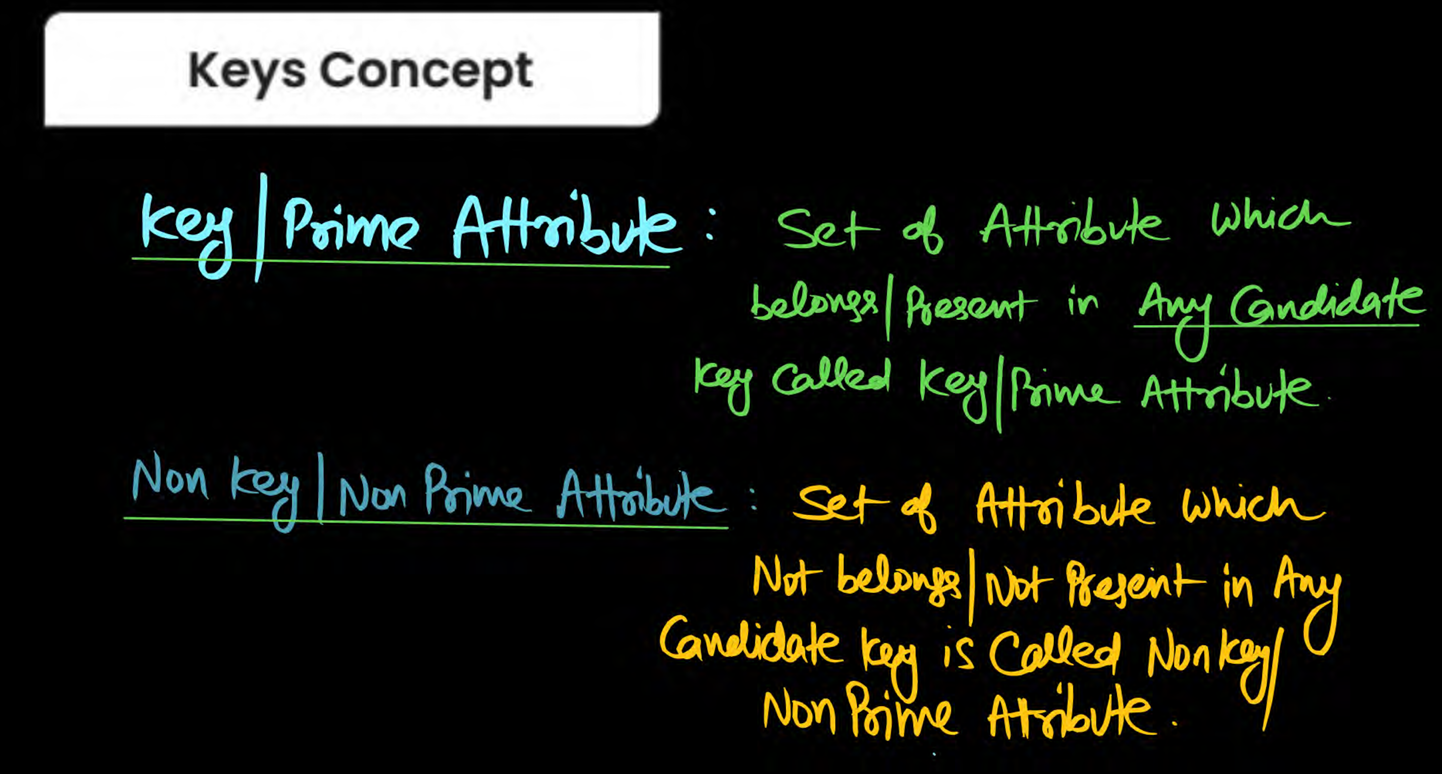 Keys Concept
Key | Prime Attribute : Set of Attribute which
belongs | Present in Any Candidate
Key Called Key | Prime Attribute.
Non Key | Non Prime Attribute : Set of Attribute which
Not belongs | Not Present in Any
Candidate Key is Called Non Key /
Non Prime Attribute.